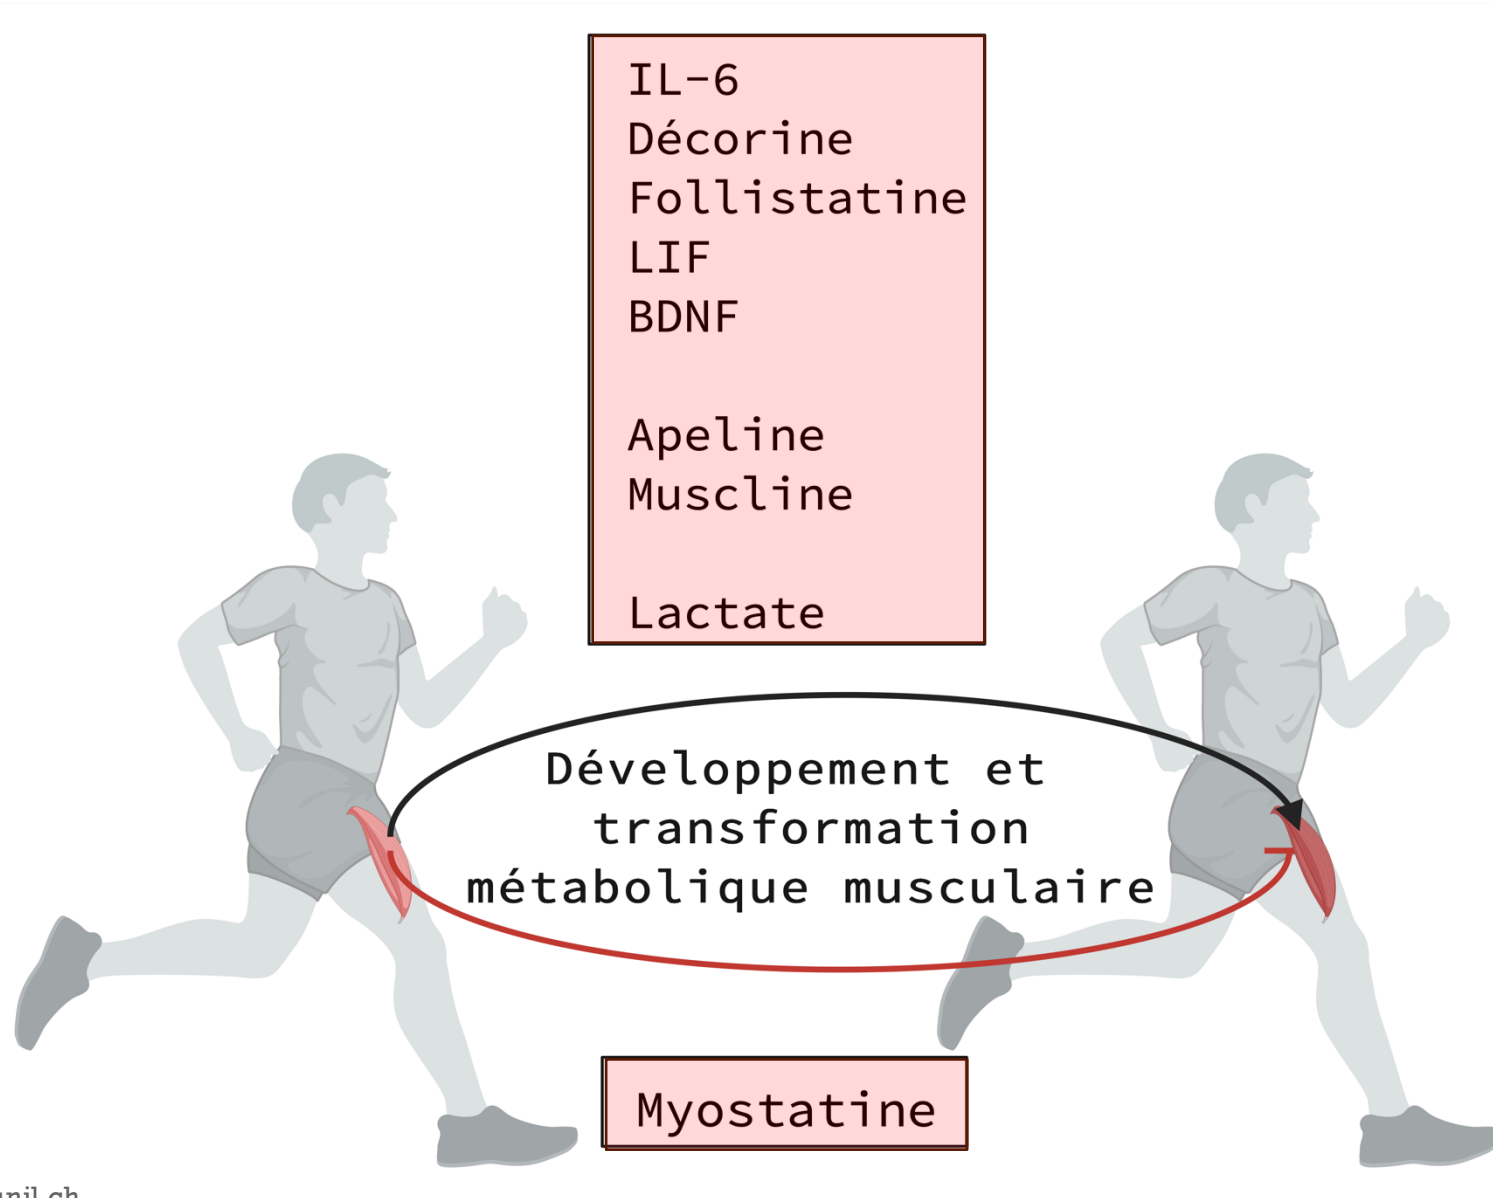 IL-6
Décorine
Follistatine
LIF
BDNF
Apeline
Muscline
Lactate
Développement et
transformation
métabolique musculaire
Myostatine